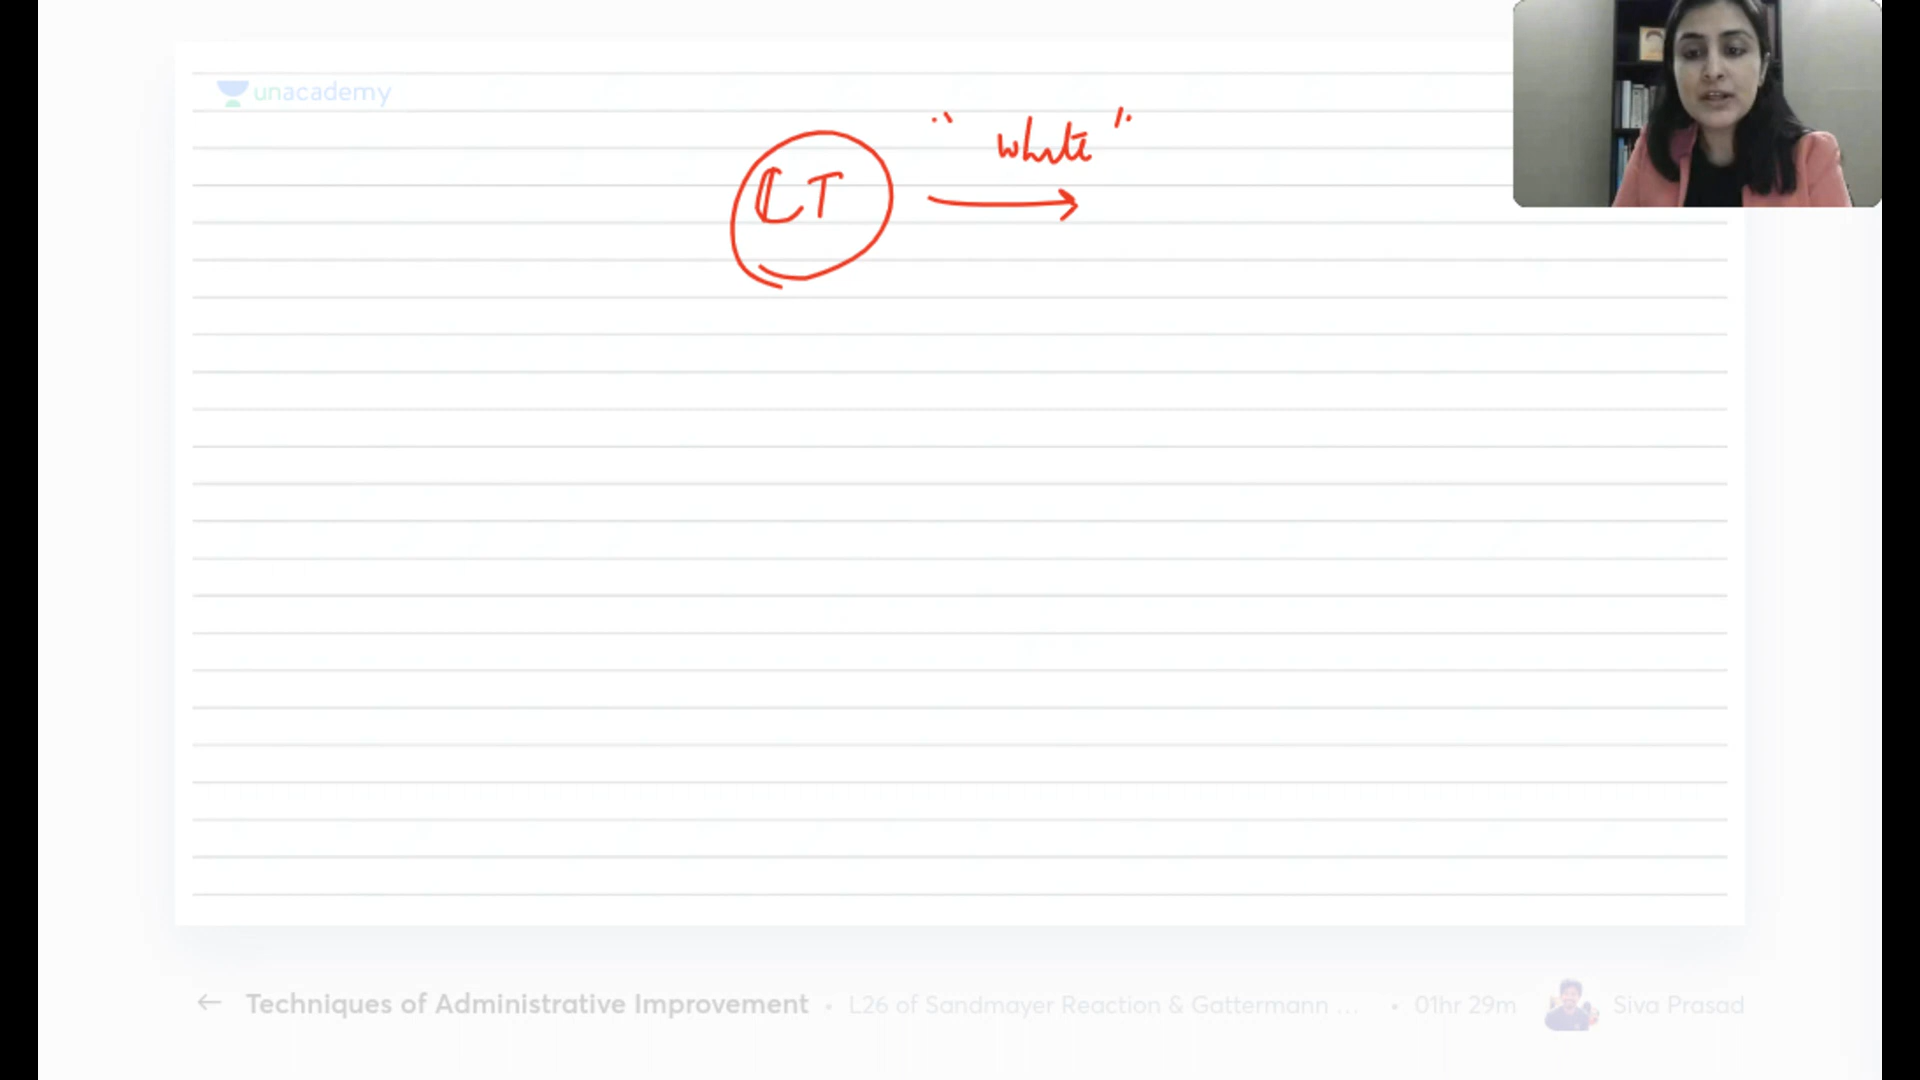 unacademy
"white"
CT
Techniques of Administrative Improvement • L26 of Sandmayer Reaction & Gattermann ... • 01hr 29m Siva Prasad